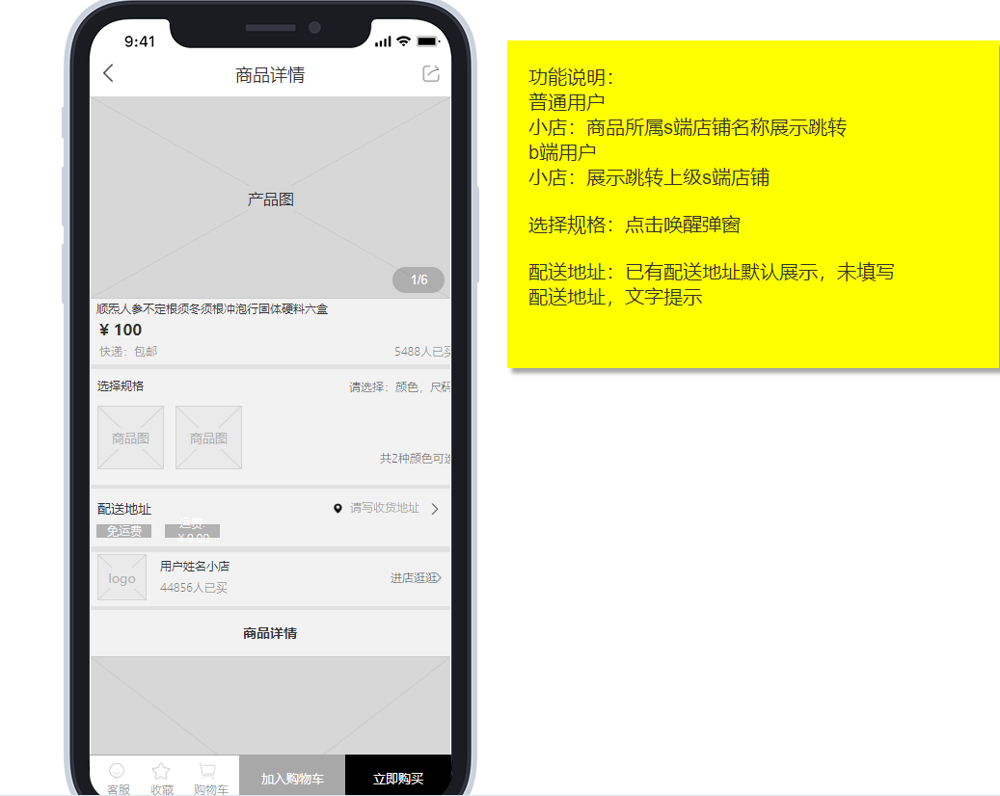 9:41
商品详情
产品图
1/6
顺炁人参不定根须冬须根冲泡行固体硬料六盒
¥ 100
快递：包邮
5488人已买
选择规格
请选择：颜色，尺码
商品图
商品图
共2种颜色可选
配送地址
请写收货地址
免运费
运费:
¥ 9.00
logo
用户姓名小店
44856人已买
进店逛逛
商品详情
客服
收藏
购物车
加入购物车
立即购买
功能说明：
普通用户
小店：商品所属s端店铺名称展示跳转
b端用户
小店：展示跳转上级s端店铺
选择规格：点击唤醒弹窗
配送地址：已有配送地址默认展示，未填写
配送地址，文字提示